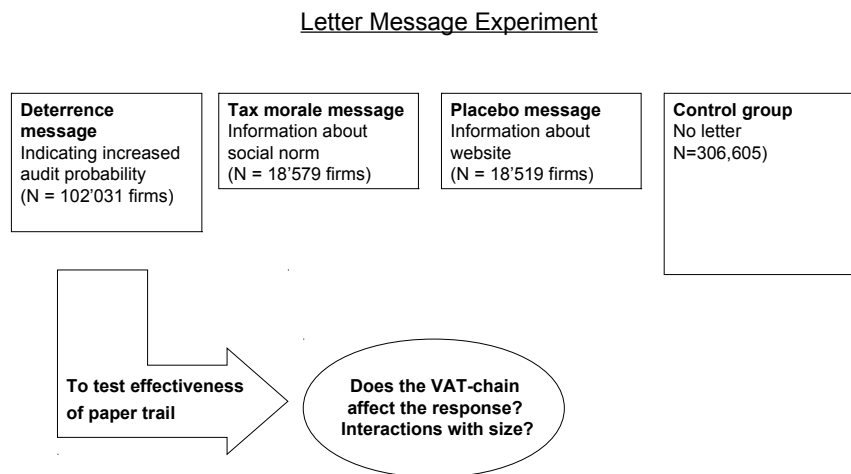 Letter Message Experiment
Deterrence
message
Indicating increased
audit probability
(N = 102’031 firms)
Tax morale message
Information about
social norm
(N = 18’579 firms)
Placebo message
Information about
website
(N = 18’519 firms)
Control group
No letter
N=306,605)
To test effectiveness
of paper trail
Does the VAT-chain
affect the response?
Interactions with size?